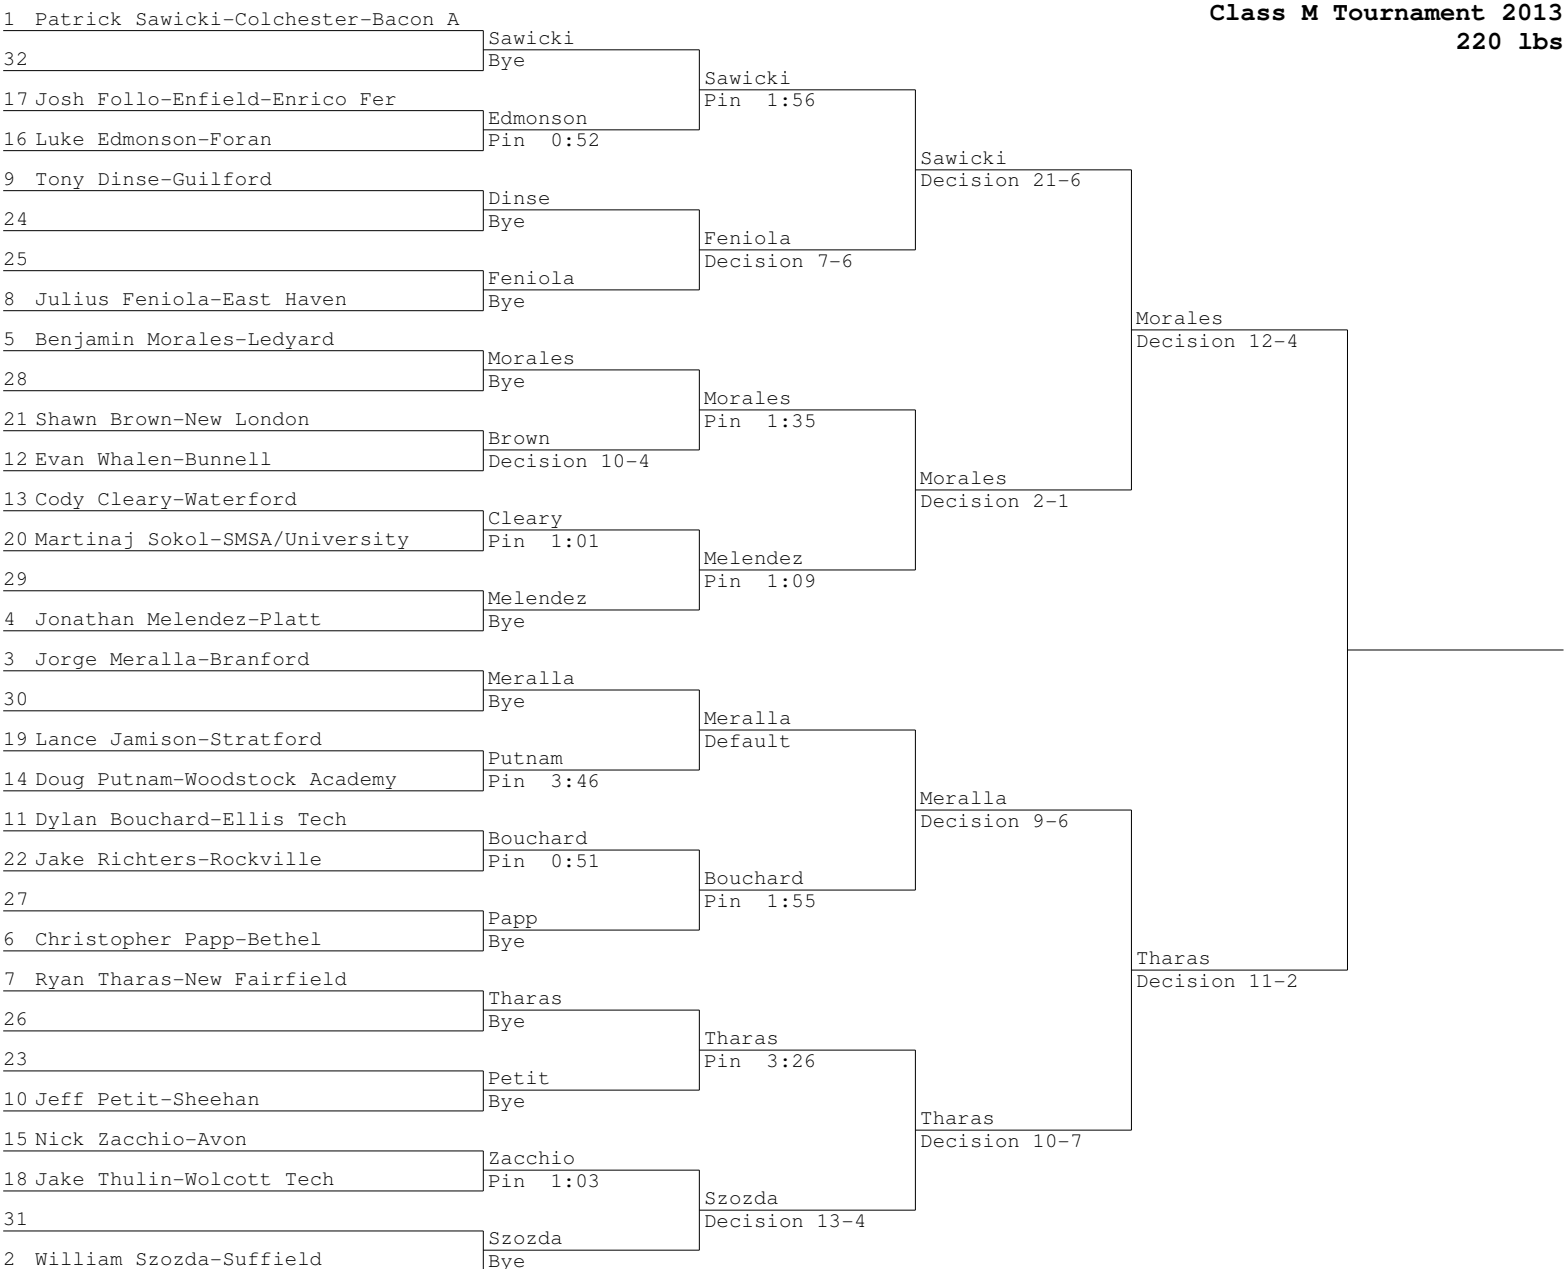 Class M Tournament 2013
220 lbs
1 Patrick Sawicki-Colchester-Bacon A
Sawicki
32
Bye
Sawicki
17 Josh Follo-Enfield-Enrico Fer
Pin 1:56
Edmonson
16 Luke Edmonson-Foran
Pin 0:52
Sawicki
9 Tony Dinse-Guilford
Decision 21-6
Dinse
24
Bye
Feniola
25
Decision 7-6
Feniola
8 Julius Feniola-East Haven
Bye
Morales
5 Benjamin Morales-Ledyard
Decision 12-4
Morales
28
Bye
Morales
21 Shawn Brown-New London
Pin 1:35
Brown
12 Evan Whalen-Bunnell
Decision 10-4
Morales
13 Cody Cleary-Waterford
Decision 2-1
Cleary
20 Martinaj Sokol-SMSA/University
Pin 1:01
Melendez
29
Pin 1:09
Melendez
4 Jonathan Melendez-Platt
Bye
3 Jorge Meralla-Branford
Meralla
30
Bye
Meralla
19 Lance Jamison-Stratford
Default
Putnam
14 Doug Putnam-Woodstock Academy
Pin 3:46
Meralla
11 Dylan Bouchard-Ellis Tech
Decision 9-6
Bouchard
22 Jake Richters-Rockville
Pin 0:51
Bouchard
27
Pin 1:55
Papp
6 Christopher Papp-Bethel
Bye
Tharas
7 Ryan Tharas-New Fairfield
Decision 11-2
Tharas
26
Bye
Tharas
23
Pin 3:26
Petit
10 Jeff Petit-Sheehan
Bye
Tharas
15 Nick Zacchio-Avon
Decision 10-7
Zacchio
18 Jake Thulin-Wolcott Tech
Pin 1:03
Szozda
31
Decision 13-4
Szozda
2 William Szozda-Suffield
Bye